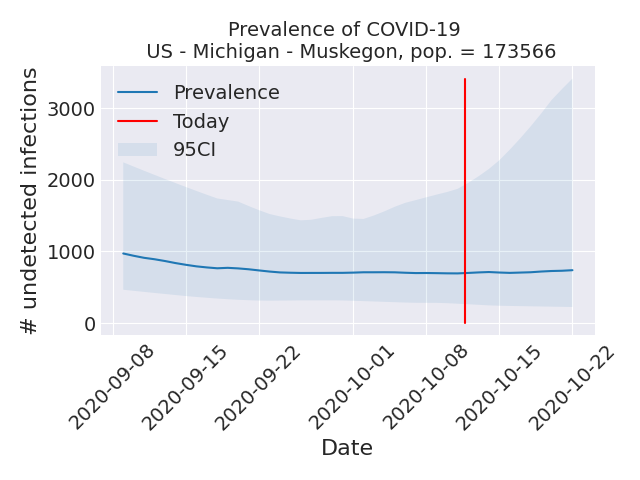 Prevalence of COVID-19
US - Michigan - Muskegon, pop. = 173566
# undetected infections
3000
2000
1000
0
Prevalence
Today
95CI
2020-09-08
2020-09-15
2020-09-22
2020-10-01
2020-10-08
2020-10-15
2020-10-22
Date